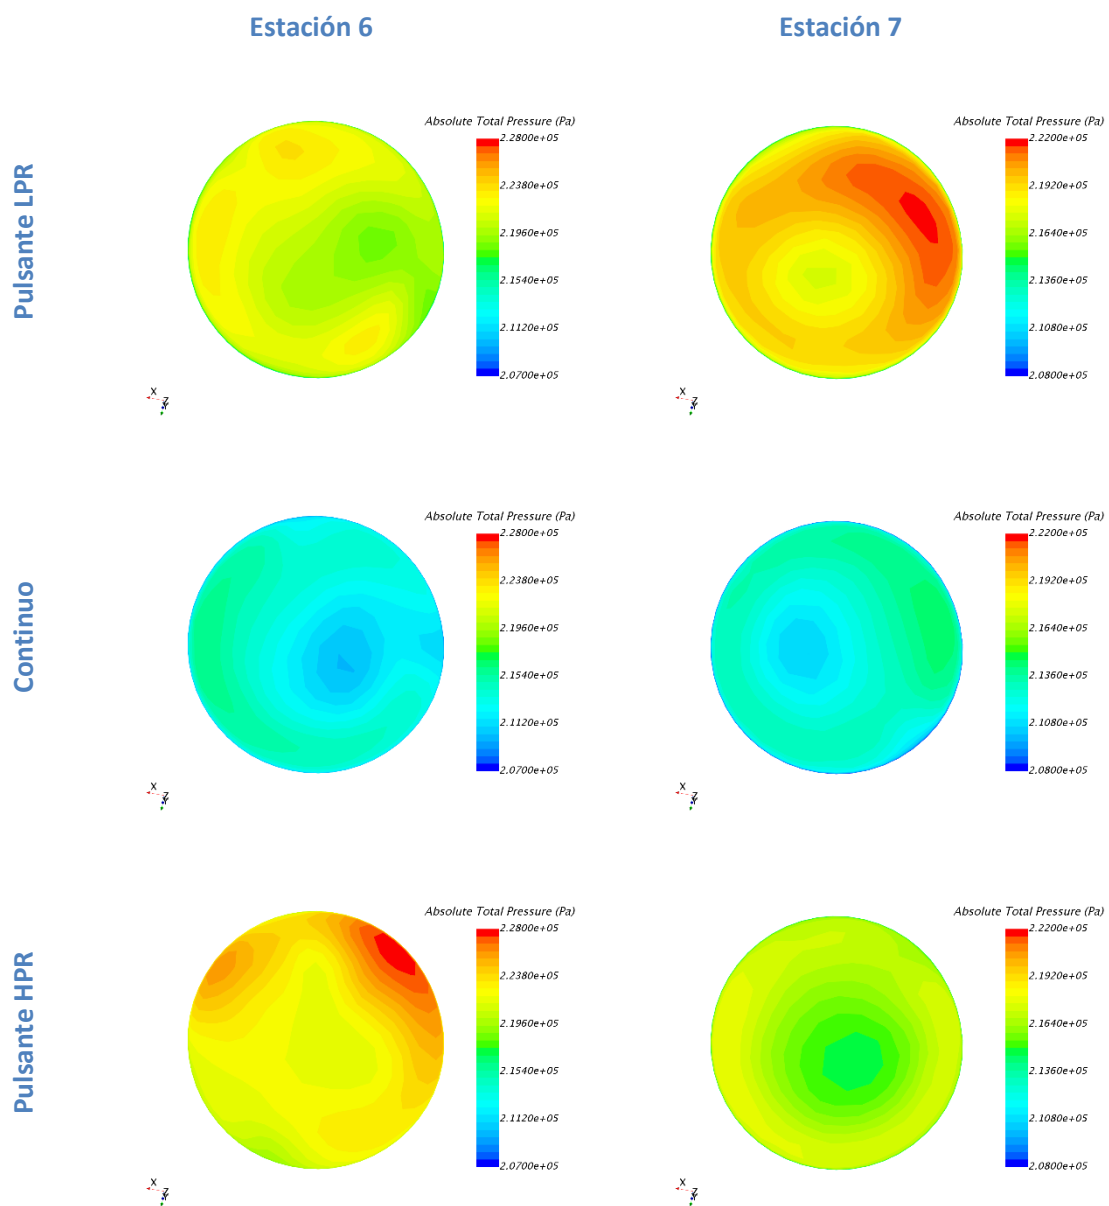 Estación 6
Estación 7
Pulsante LPR
Absolute Total Pressure (Pa)
2.2800e+05
2.2380e+05
2.1960e+05
2.1540e+05
2.1120e+05
2.0700e+05
X
Z
Y
Absolute Total Pressure (Pa)
2.2200e+05
2.1920e+05
2.1640e+05
2.1360e+05
2.1080e+05
2.0800e+05
X
Z
Y
Continuo
Absolute Total Pressure (Pa)
2.2800e+05
2.2380e+05
2.1960e+05
2.1540e+05
2.1120e+05
2.0700e+05
X
Z
Y
Absolute Total Pressure (Pa)
2.2200e+05
2.1920e+05
2.1640e+05
2.1360e+05
2.1080e+05
2.0800e+05
X
Z
Y
Pulsante HPR
Absolute Total Pressure (Pa)
2.2800e+05
2.2380e+05
2.1960e+05
2.1540e+05
2.1120e+05
2.0700e+05
X
Z
Y
Absolute Total Pressure (Pa)
2.2200e+05
2.1920e+05
2.1640e+05
2.1360e+05
2.1080e+05
2.0800e+05
X
Z
Y